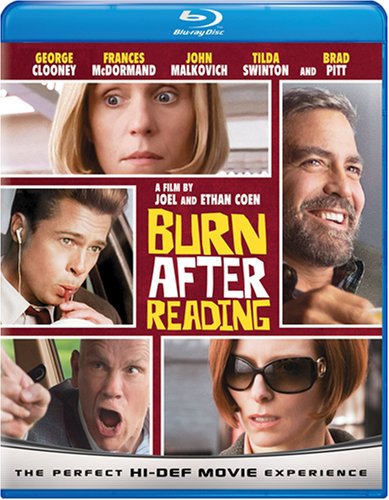 Blu-ray Disc
GEORGE CLOONEY
FRANCES McDORMAND
JOHN MALKOVICH
TILDA SWINTON
AND
BRAD PITT
A FILM BY
JOEL AND ETHAN COEN
BURN
AFTER
READING
THE PERFECT HI-DEF MOVIE EXPERIENCE